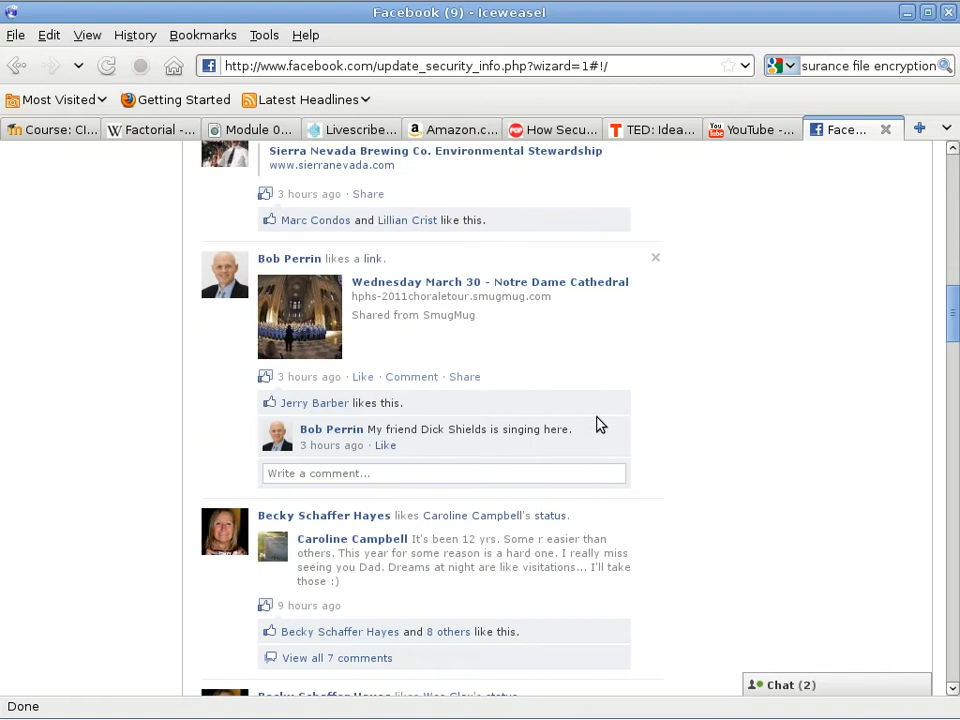 Facebook (9) - Iceweasel
File Edit View History Bookmarks Tools Help
http://www.facebook.com/update_security_info.php?wizard=1#!/
surance file encryption
Most Visited Getting Started Latest Headlines
Course: CI... Factorial -... Module 0... Livescribe... Amazon.c... How Secu... TED: Idea... YouTube -... Face...
Sierra Nevada Brewing Co. Environmental Stewardship
www.sierranevada.com
3 hours ago · Share
Marc Condos and Lillian Crist like this.
Bob Perrin likes a link.
Wednesday March 30 - Notre Dame Cathedral
hphs-2011choraletour.smugmug.com
Shared from SmugMug
3 hours ago · Like · Comment · Share
Jerry Barber likes this.
Bob Perrin My friend Dick Shields is singing here.
3 hours ago · Like
Write a comment...
Becky Schaffer Hayes likes Caroline Campbell's status.
Caroline Campbell It's been 12 yrs. Some r easier than
others. This year for some reason is a hard one. I really miss
seeing you Dad. Dreams at night are like visitations... I'll take
those :)
9 hours ago
Becky Schaffer Hayes and 8 others like this.
View all 7 comments
Chat (2)
Done